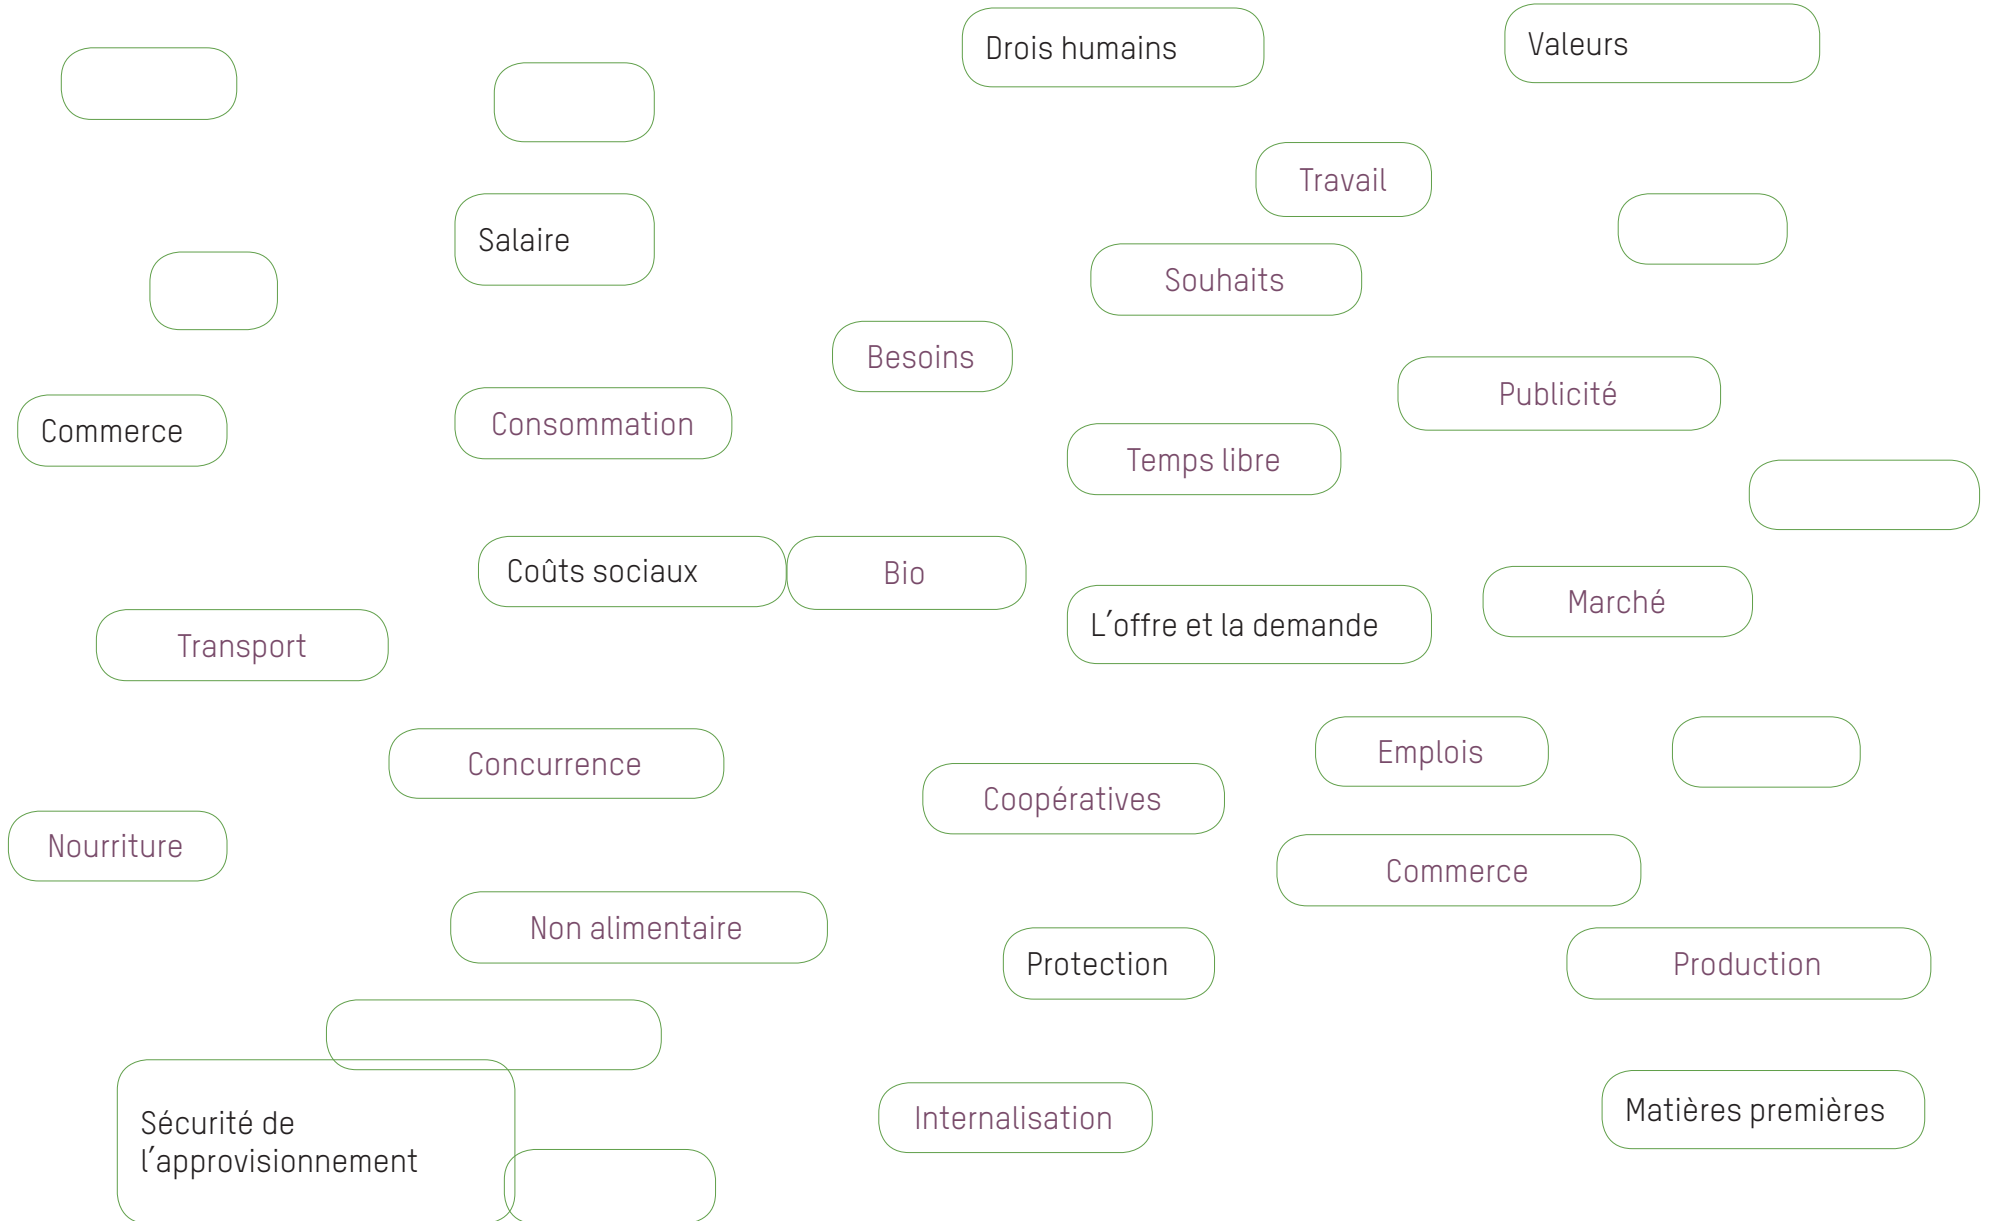 Drois humains
Valeurs
Travail
Salaire
Souhaits
Besoins
Publicité
Commerce
Consommation
Temps libre
Coûts sociaux
Bio
Marché
L'offre et la demande
Transport
Emplois
Concurrence
Coopératives
Nourriture
Commerce
Non alimentaire
Protection
Production
Matières premières
Internalisation
Sécurité de
l'approvisionnement